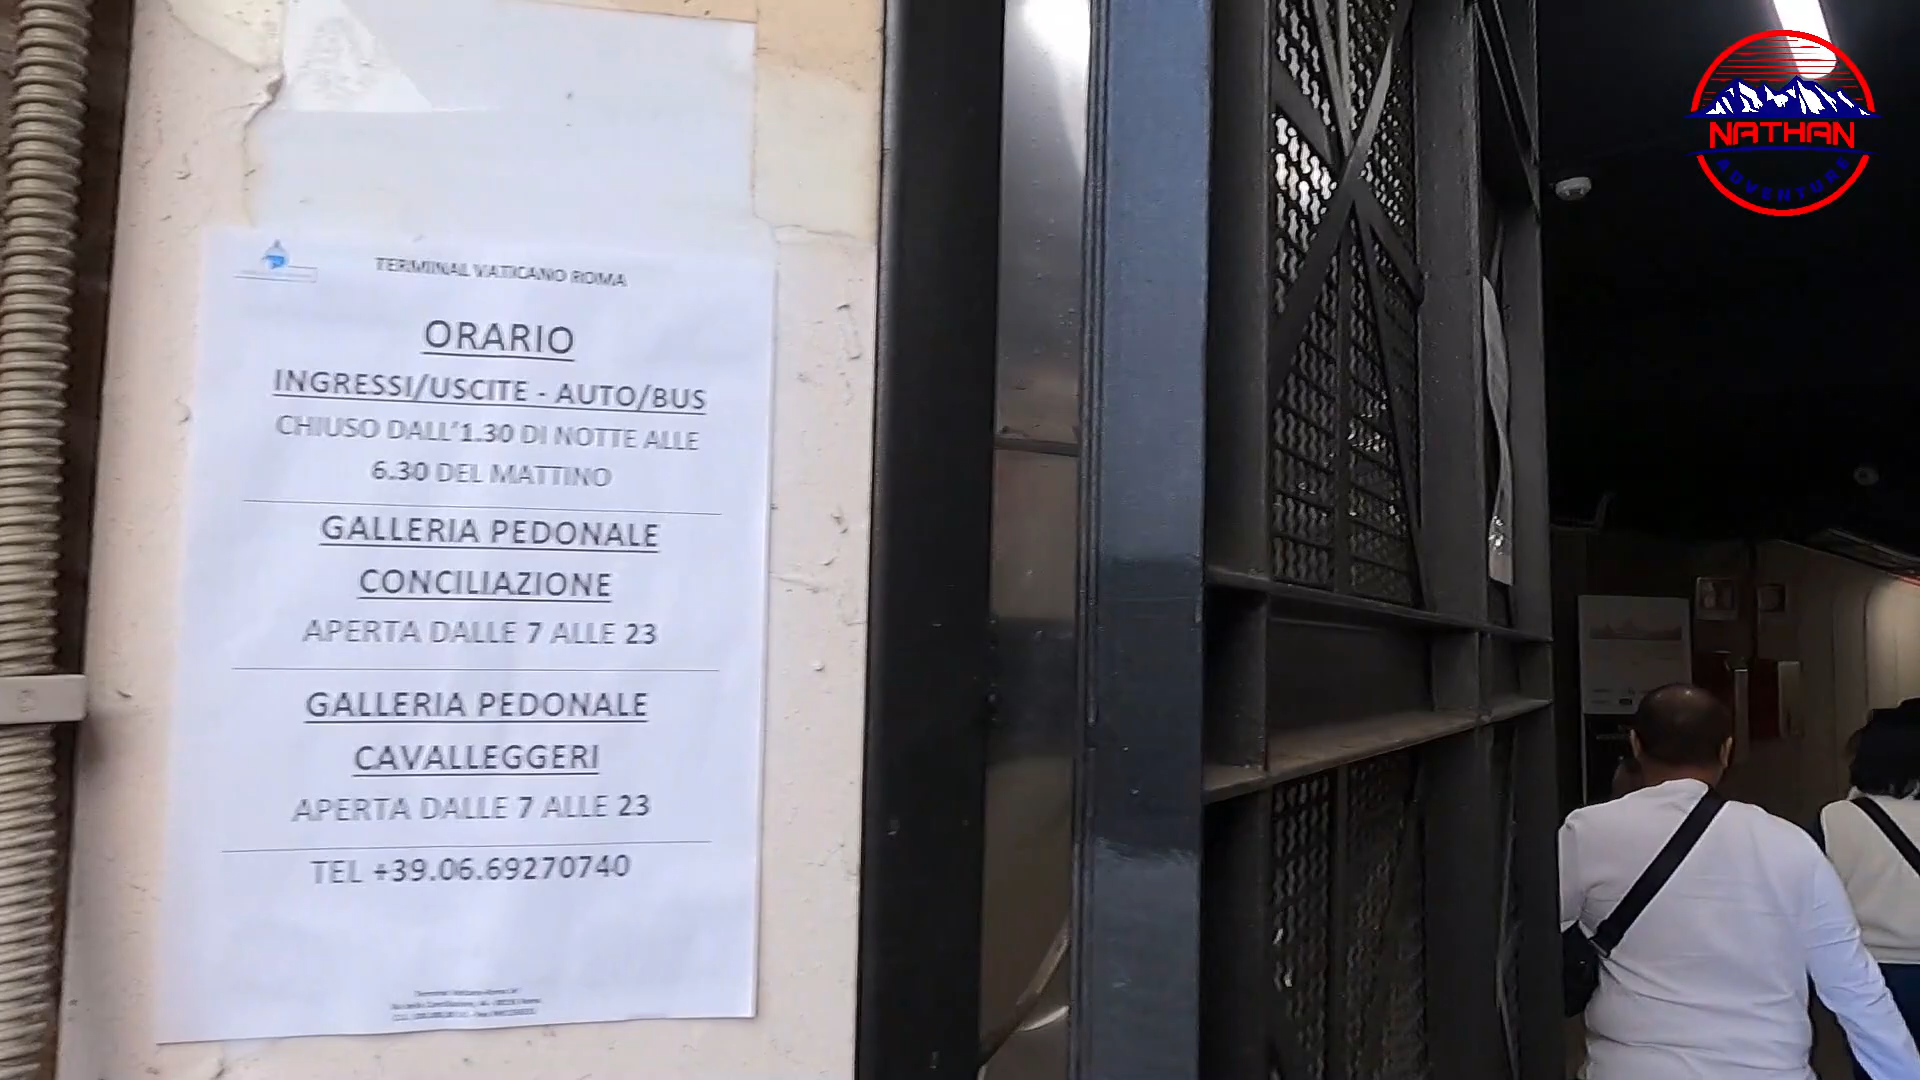 TERMINAL VATICANO ROMA
ORARIO
INGRESSI/USCITE - AUTO/BUS
CHIUSO DALL'1.30 DI NOTTE ALLE
6.30 DEL MATTINO
GALLERIA PEDONALE
CONCILIAZIONE
APERTA DALLE 7 ALLE 23
GALLERIA PEDONALE
CAVALLEGGERI
APERTA DALLE 7 ALLE 23
TEL +39.06.69270740
NATHAN
ADVENTURE